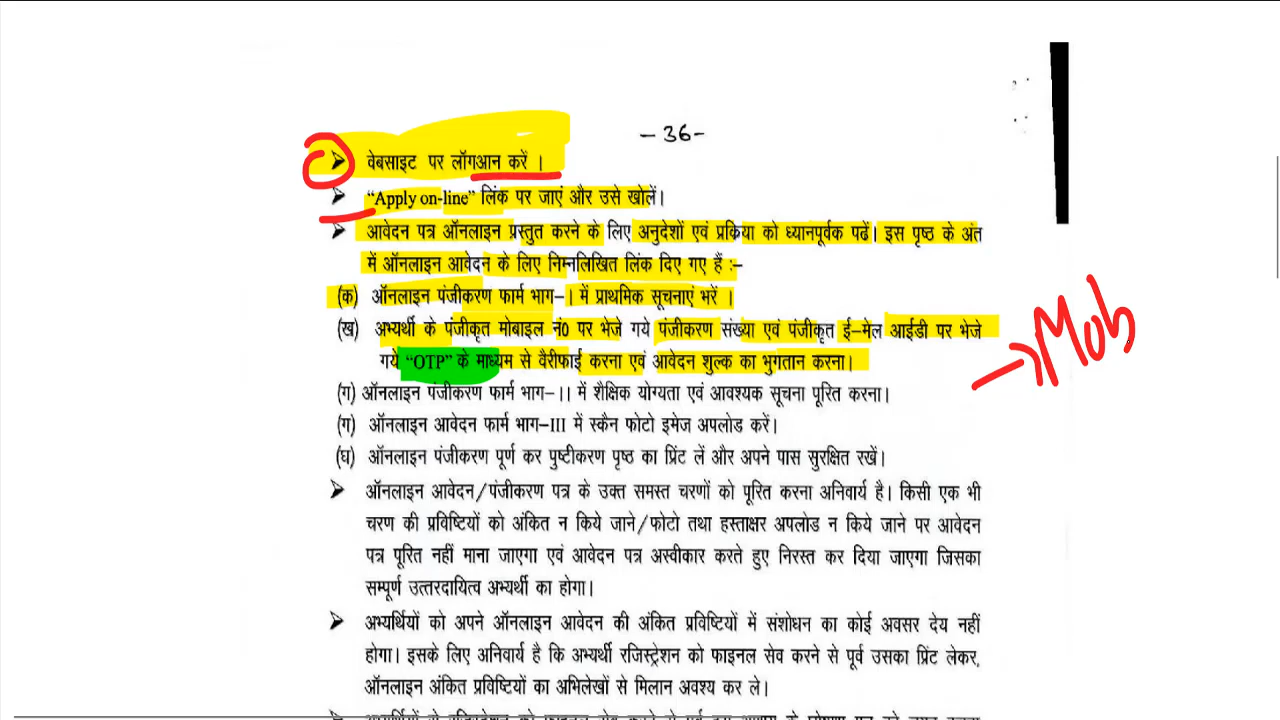 -36-
➤ वेबसाइट पर लॉगआन करें ।
➤ “Apply on-line” लिंक पर जाएं और उसे खोलें।
➤ आवेदन पत्र ऑनलाइन प्रस्तुत करने के लिए अनुदेशों एवं प्रकिया को ध्यानपूर्वक पढें। इस पृष्ठ के अंत
में ऑनलाइन आवेदन के लिए निम्नलिखित लिंक दिए गए हैं :–
(क) ऑनलाइन पंजीकरण फार्म भाग–। में प्राथमिक सूचनाएं भरें ।
(ख) अभ्यर्थी के पंजीकृत मोबाइल नं0 पर भेजे गये पंजीकरण संख्या एवं पंजीकृत ई–मेल आईडी पर भेजे
गये “OTP” के माध्यम से वैरीफाई करना एवं आवेदन शुल्क का भुगतान करना।
→Mob
(ग) ऑनलाइन पंजीकरण फार्म भाग–।। में शैक्षिक योग्यता एवं आवश्यक सूचना पूरित करना।
(ग) ऑनलाइन आवेदन फार्म भाग–III में स्कैन फोटो इमेज अपलोड करें।
(घ) ऑनलाइन पंजीकरण पूर्ण कर पुष्टीकरण पृष्ठ का प्रिंट लें और अपने पास सुरक्षित रखें।
➤ ऑनलाइन आवेदन/पंजीकरण पत्र के उक्त समस्त चरणों को पूरित करना अनिवार्य है। किसी एक भी
चरण की प्रविष्टियों को अंकित न किये जाने/फोटो तथा हस्ताक्षर अपलोड न किये जाने पर आवेदन
पत्र पूरित नहीं माना जाएगा एवं आवेदन पत्र अस्वीकार करते हुए निरस्त कर दिया जाएगा जिसका
सम्पूर्ण उत्तरदायित्व अभ्यर्थी का होगा।
➤ अभ्यर्थियों को अपने ऑनलाइन आवेदन की अंकित प्रविष्टियों में संशोधन का कोई अवसर देय नहीं
होगा। इसके लिए अनिवार्य है कि अभ्यर्थी रजिस्ट्रेशन को फाइनल सेव करने से पूर्व उसका प्रिंट लेकर,
ऑनलाइन अंकित प्रविष्टियों का अभिलेखों से मिलान अवश्य कर ले।